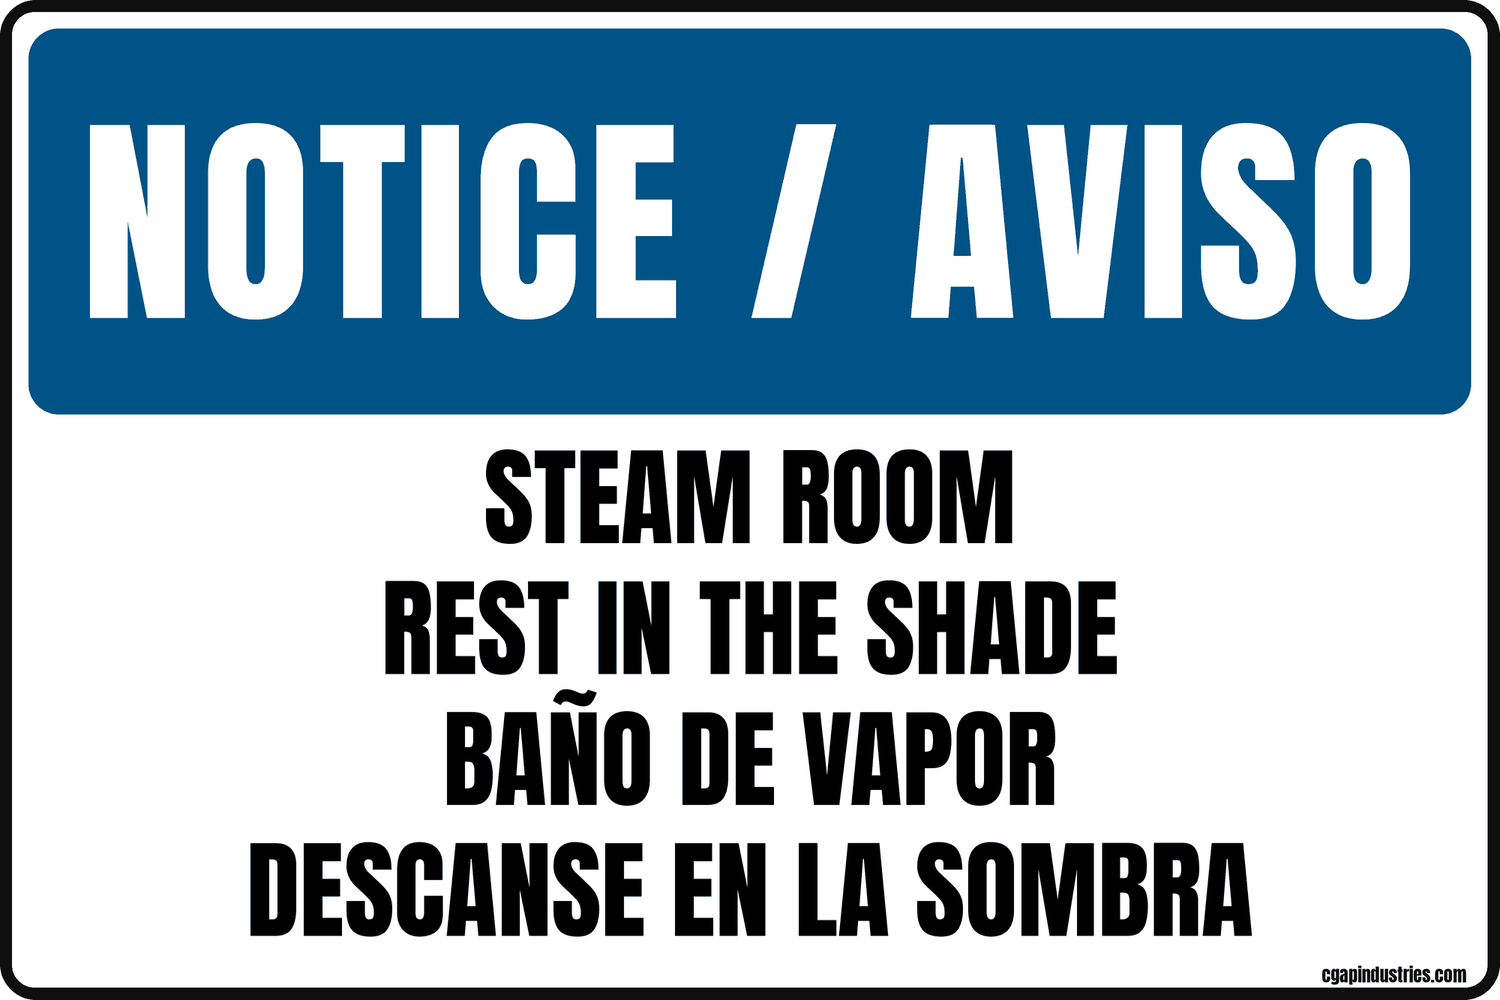 NOTICE / AVISO
STEAM ROOM
REST IN THE SHADE
BAÑO DE VAPOR
DESCANSE EN LA SOMBRA
cgapindustries.com